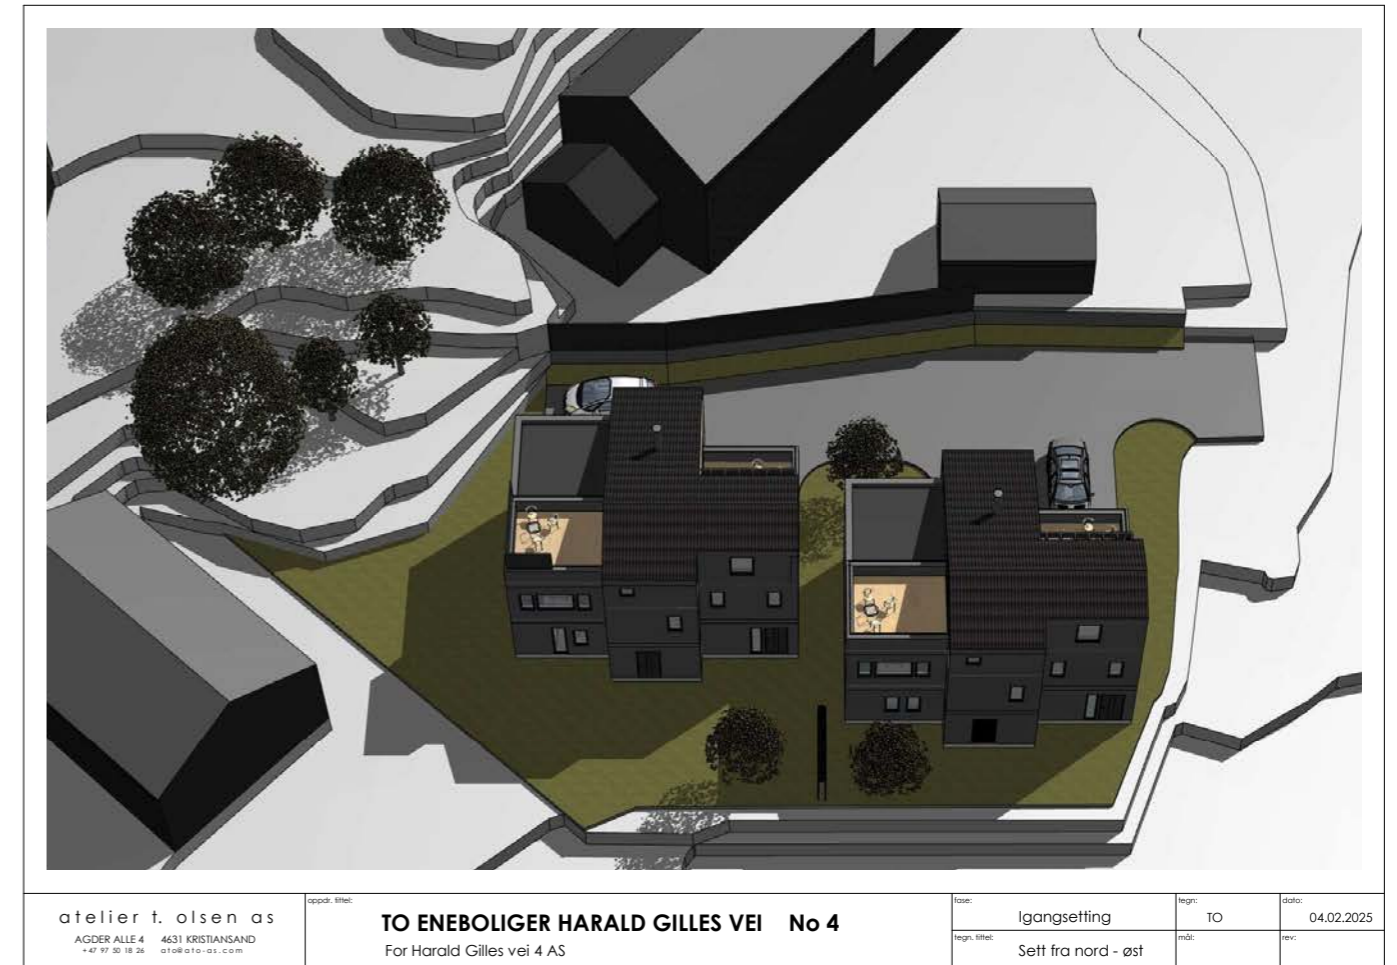 atelier t. olsen as
AGDER ALLE 4 4631 KRISTIANSAND
+47 97 50 18 26 ato@ato-as.com
oppdr. tittel:
TO ENEBOLIGER HARALD GILLES VEI No 4
For Harald Gilles vei 4 AS
fase:
Igangsetting
tegn:
TO
dato:
04.02.2025
tegn. tittel:
Sett fra nord - øst
mål:
rev: